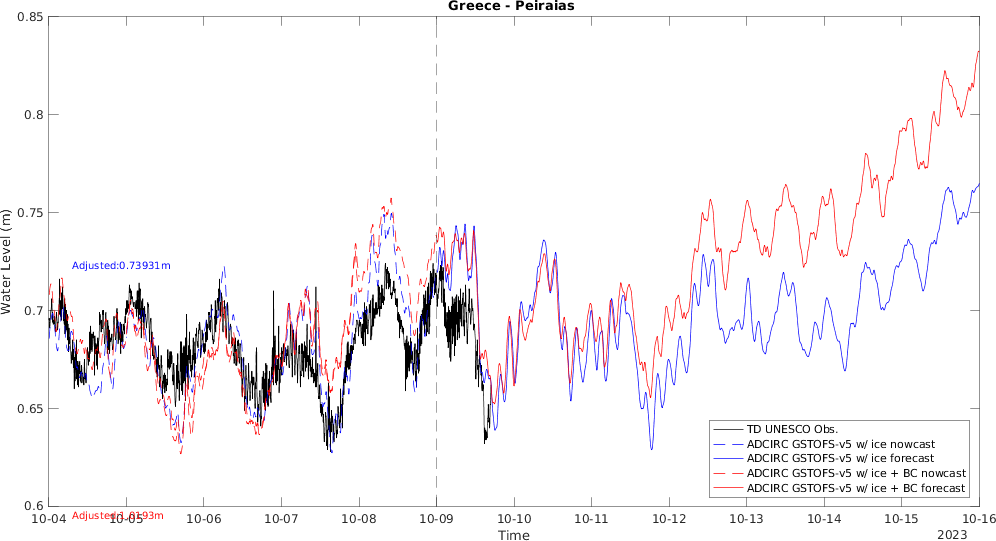 Greece - Peiraias
0.85
0.8
0.75
0.7
0.65
0.6
Water Level (m)
Adjusted:0.73931m
Adjusted:1.0193m
TD UNESCO Obs.
ADCIRC GSTOFS-v5 w/ ice nowcast
ADCIRC GSTOFS-v5 w/ ice forecast
ADCIRC GSTOFS-v5 w/ ice + BC nowcast
ADCIRC GSTOFS-v5 w/ ice + BC forecast
10-04 10-05 10-06 10-07 10-08 10-09 10-10 10-11 10-12 10-13 10-14 10-15 10-16
Time
2023